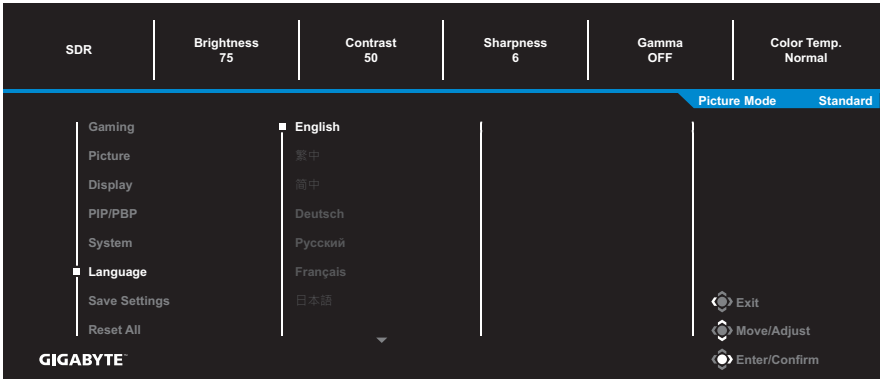 SDR
Brightness
75
Contrast
50
Sharpness
6
Gamma
OFF
Color Temp.
Normal
Picture Mode Standard
Gaming
Picture
Display
PIP/PBP
System
Language
Save Settings
Reset All
English
繁中
简中
Deutsch
Русский
Français
日本語
Exit
Move/Adjust
Enter/Confirm
GIGABYTE™